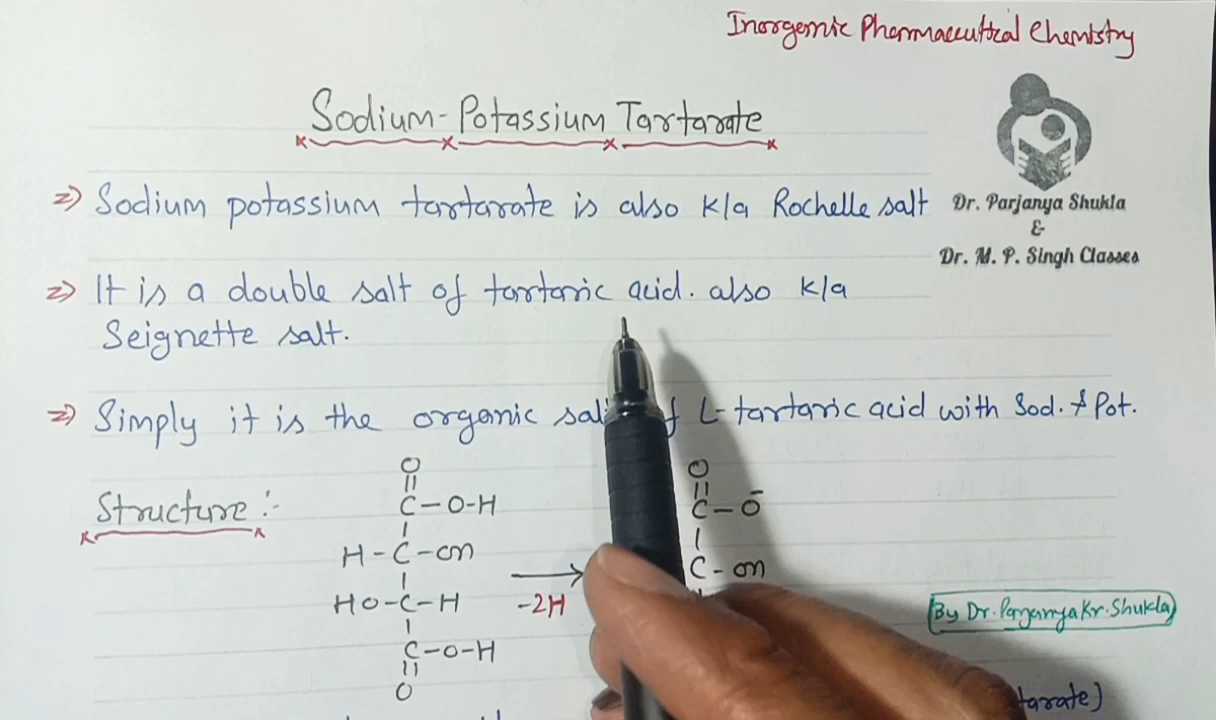 Inorganic Pharmaceutical Chemistry
Sodium-Potassium Tartarate
Dr. Parjanya Shukla
&
Dr. M. P. Singh Classes
=) Sodium potassium tartarate is also k/a Rochelle salt
=) It is a double salt of tartaric acid. also k/a
Seignette salt.
=) Simply it is the organic L-tartaric acid with Sod. & Pot.
Structure :-
O
||
C-O-H
|
H-C-OH
|
HO-C-H
|
C-O-H
||
O
-2H
O
||
C-O-
|
C-OH
By Dr. Parjanya Kr. Shukla